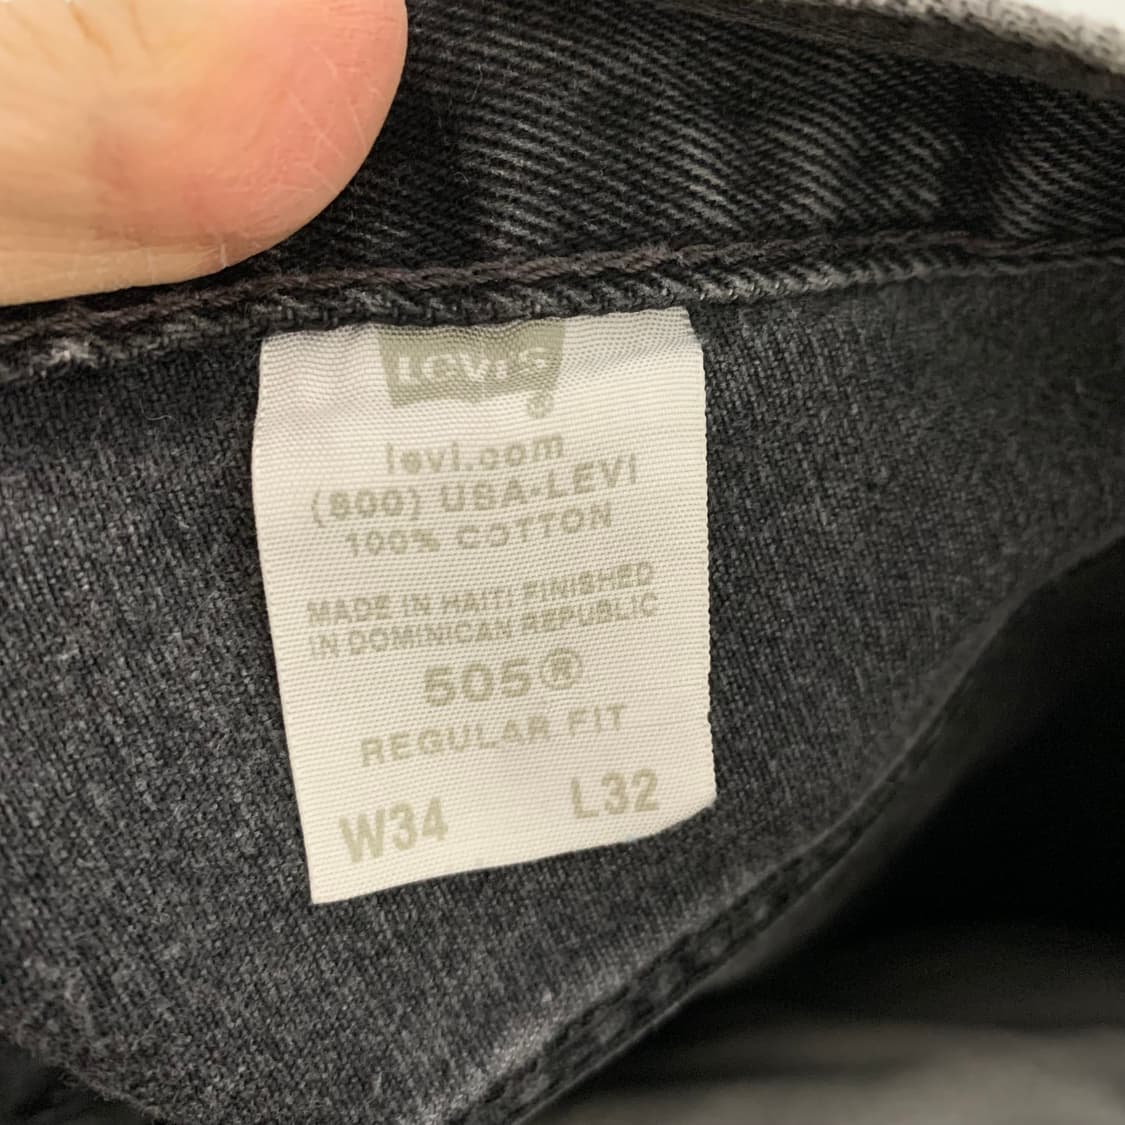 LEVI'S
®
levi.com
(800) USA-LEVI
100% COTTON
MADE IN HAITI FINISHED
IN DOMINICAN REPUBLIC
505®
REGULAR FIT
W34 L32